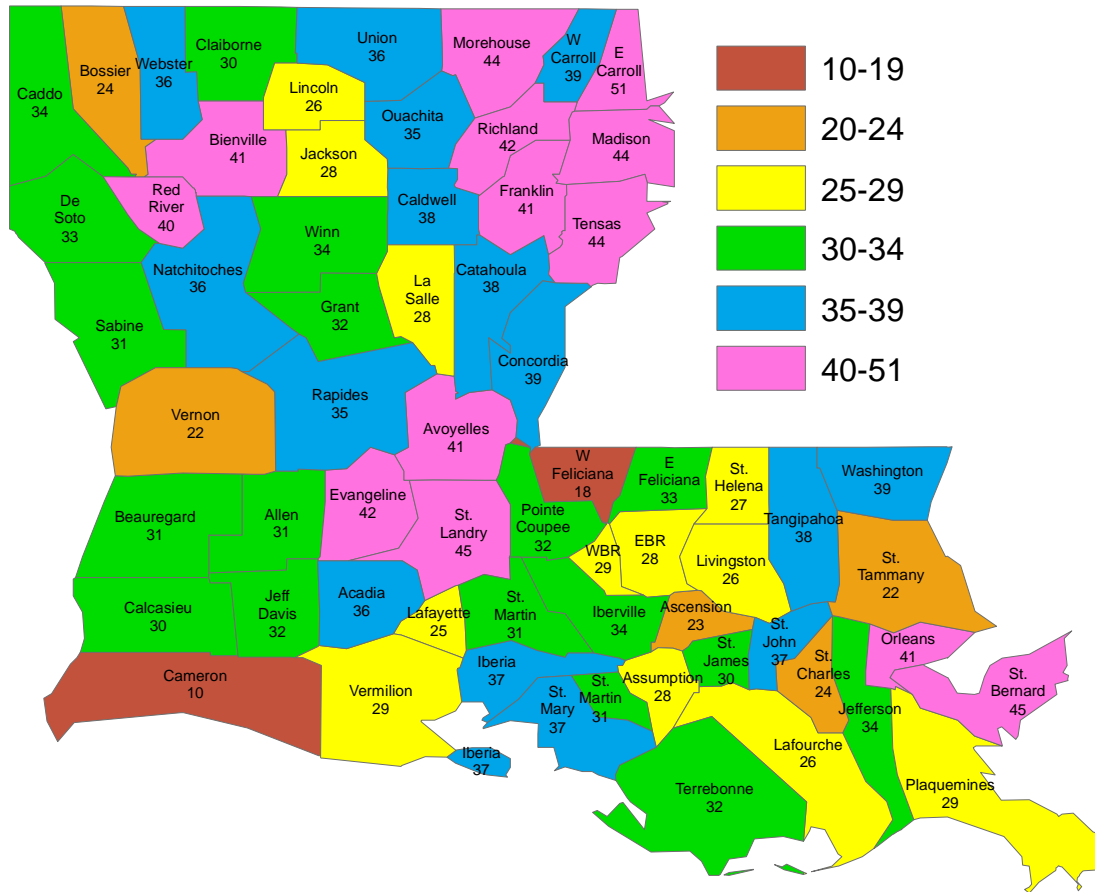 Caddo
34
Bossier
24
Webster
36
Claiborne
30
Union
36
Morehouse
44
W
Carroll
39
E
Carroll
51
Lincoln
26
Ouachita
35
Bienville
41
Jackson
28
Richland
42
Madison
44
De
Soto
33
Red
River
40
Caldwell
38
Franklin
41
Tensas
44
Winn
34
Natchitoches
36
La
Salle
28
Catahoula
38
Sabine
31
Grant
32
Concordia
39
Vernon
22
Rapides
35
Avoyelles
41
Beauregard
31
Allen
31
Evangeline
42
St.
Landry
45
Pointe
Coupee
32
W
Feliciana
18
E
Feliciana
33
St.
Helena
27
Tangipahoa
38
Washington
39
WBR
29
EBR
28
Livingston
26
St.
Tammany
22
Calcasieu
30
Jeff
Davis
32
Acadia
36
Lafayette
25
St.
Martin
31
Iberville
34
Ascension
23
St.
James
30
St.
John
37
St.
Charles
24
Orleans
41
St.
Bernard
45
Cameron
10
Vermilion
29
Iberia
37
St.
Mary
37
St.
Martin
31
Assumption
28
Jefferson
34
Iberia
37
Terrebonne
32
Lafourche
26
Plaquemines
29
10-19
20-24
25-29
30-34
35-39
40-51